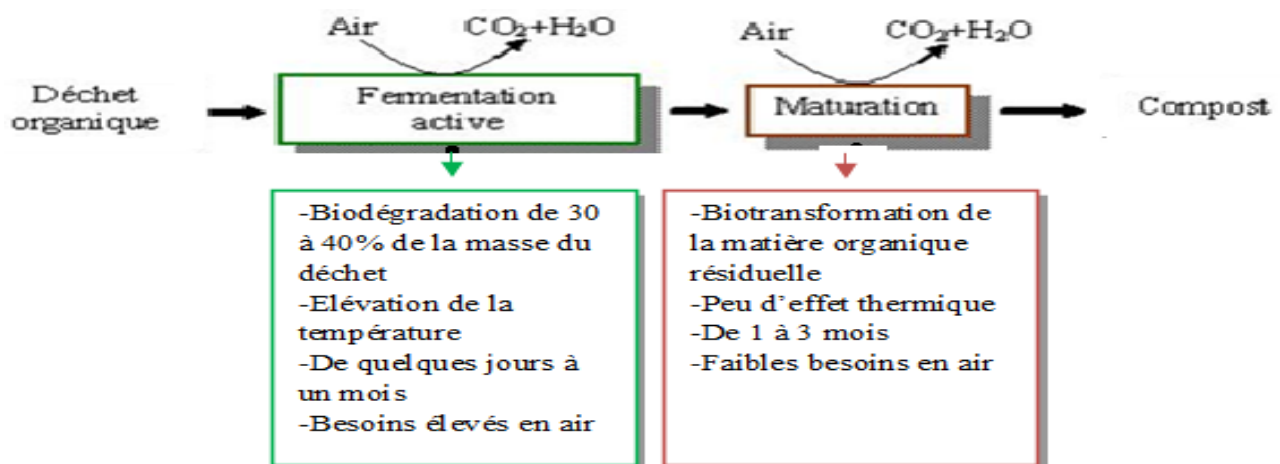 Air
CO₂+H₂O
Air
CO₂+H₂O
Déchet
organique
Fermentation
active
Maturation
Compost
-Biodégradation de 30
à 40% de la masse du
déchet
-Elévation de la
température
-De quelques jours à
un mois
-Besoins élevés en air
-Biotransformation de
la matière organique
résiduelle
-Peu d'effet thermique
-De 1 à 3 mois
-Faibles besoins en air